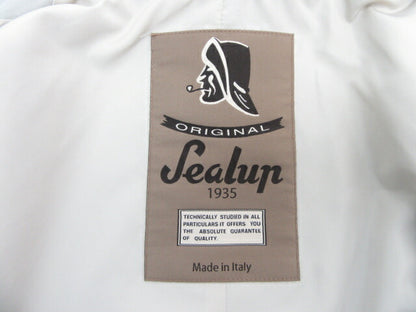 ORIGINAL
Sealup
1935
TECHNICALLY STUDIED IN ALL
PARTICULARS IT OFFERS YOU
THE ABSOLUTE GUARANTEE
OF QUALITY.
Made in Italy